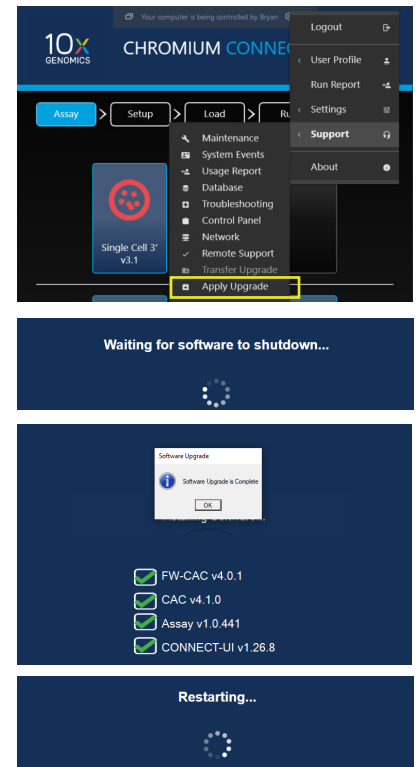 Your computer is being controlled by Bryan
10X
GENOMICS
CHROMIUM CONNE
Logout
User Profile
Run Report
Settings
Support
About
Assay
Setup
Load
Ru
Maintenance
System Events
Usage Report
Database
Troubleshooting
Control Panel
Network
Remote Support
Transfer Upgrade
Apply Upgrade
Single Cell 3'
v3.1
Waiting for software to shutdown...
Software Upgrade
Software Upgrade is Complete
OK
FW-CAC v4.0.1
CAC v4.1.0
Assay v1.0.441
CONNECT-UI v1.26.8
Restarting...